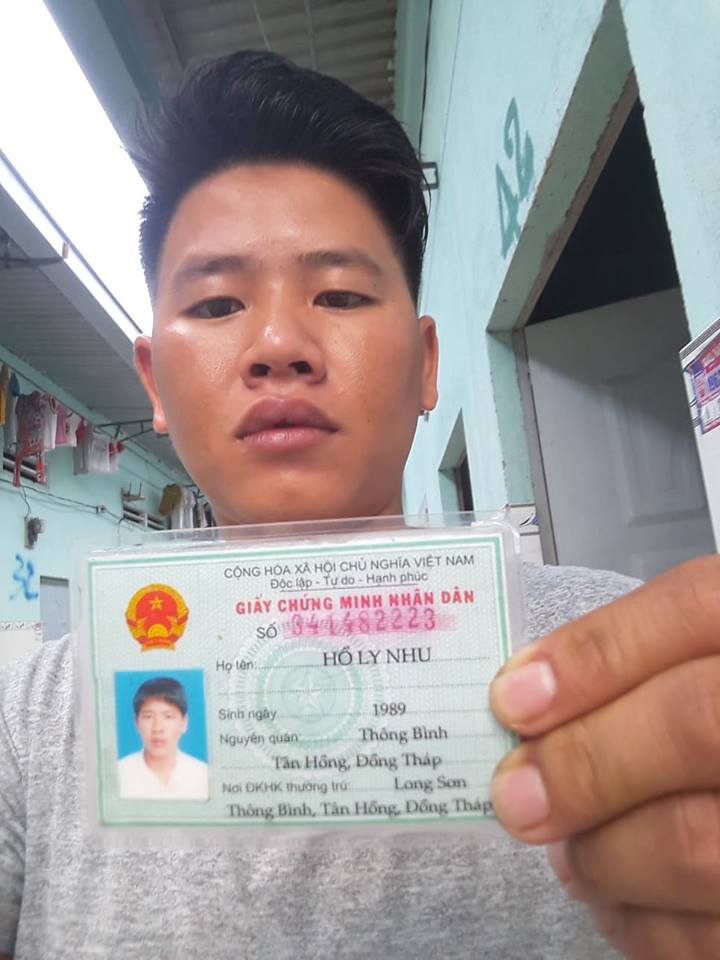 CỘNG HÒA XÃ HỘI CHỦ NGHĨA VIỆT NAM
Độc lập - Tự do - Hạnh phúc
GIẤY CHỨNG MINH NHÂN DÂN
SỐ 341482223
Họ tên: HỒ LY NHU
Sinh ngày 1989
Nguyên quán: Thông Bình
Tân Hồng, Đồng Tháp
Nơi ĐKHK thường trú: Long Sơn
Thông Bình, Tân Hồng, Đồng Tháp
42